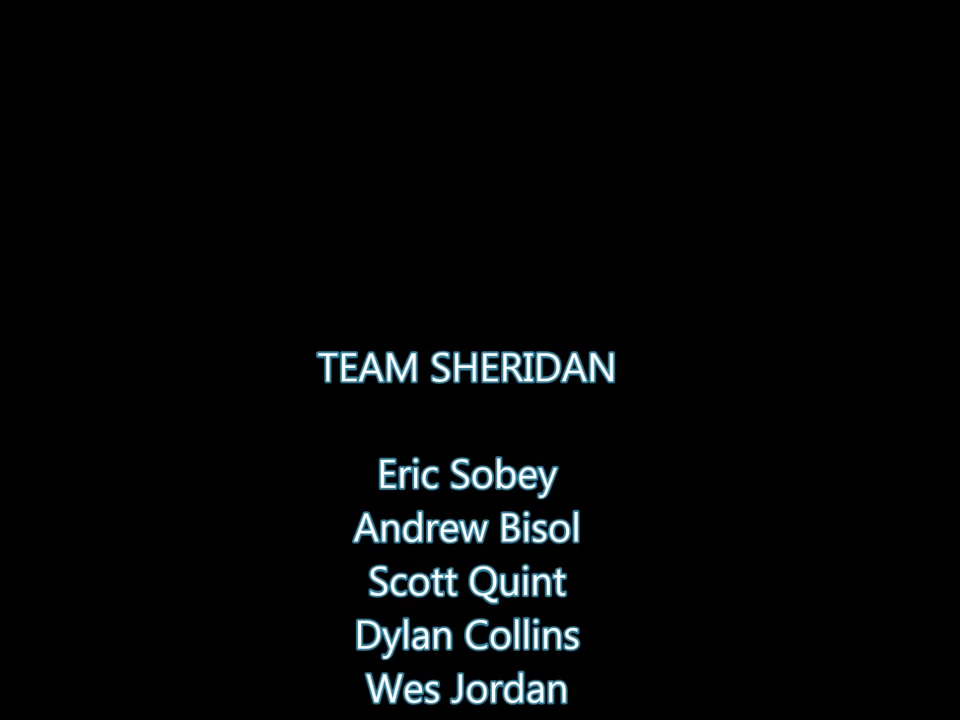 TEAM SHERIDAN
Eric Sobey
Andrew Bisol
Scott Quint
Dylan Collins
Wes Jordan